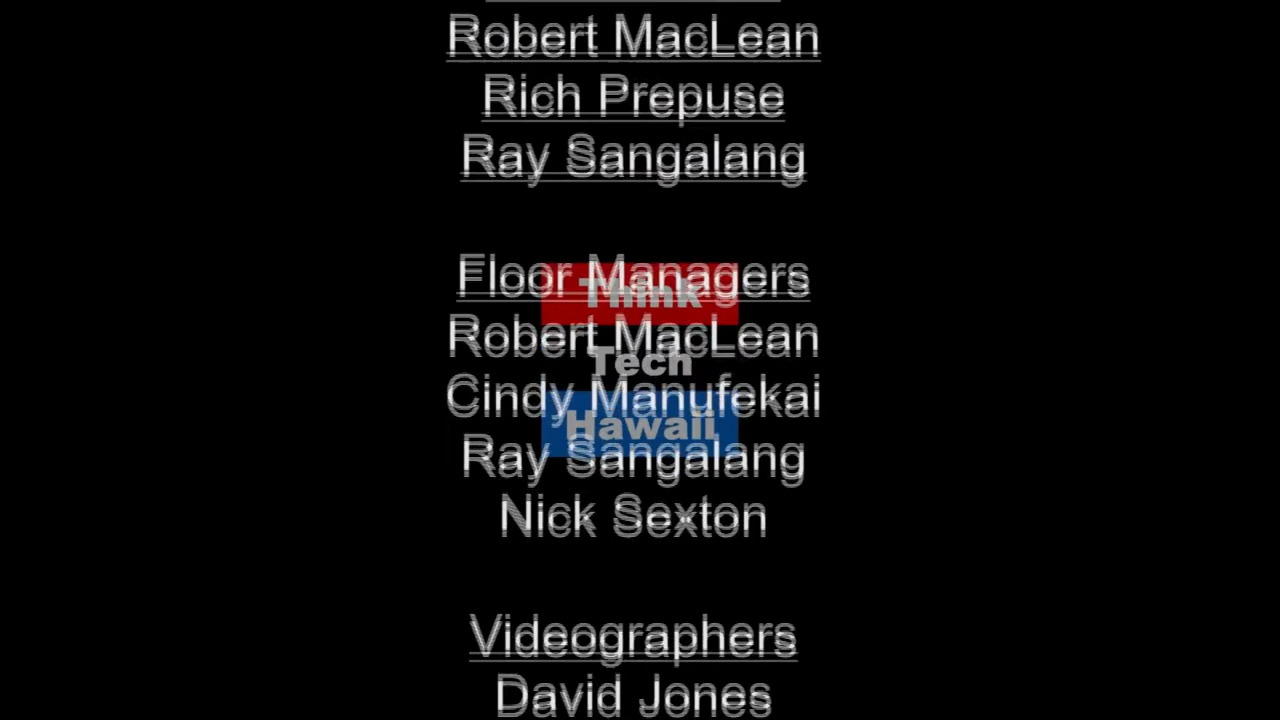 Robert MacLean
Rich Prepuse
Ray Sangalang
Floor Managers
Think
Robert MacLean
Tech
Cindy Manufekai
Hawaii
Ray Sangalang
Nick Sexton
Videographers
David Jones